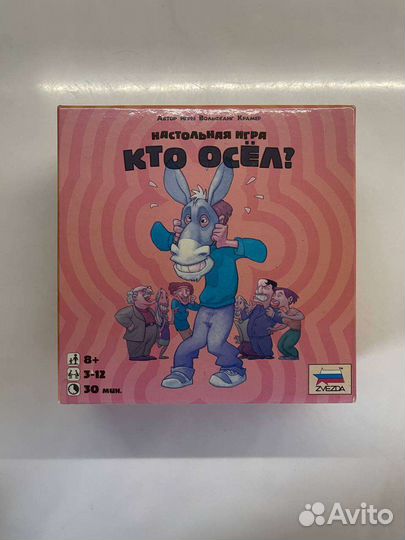 Автор игры Вольфганг Крамер
НАСТОЛЬНАЯ ИГРА
КТО ОСЁЛ?
8+
3-12
30 мин.
ZVEZDA
Avito